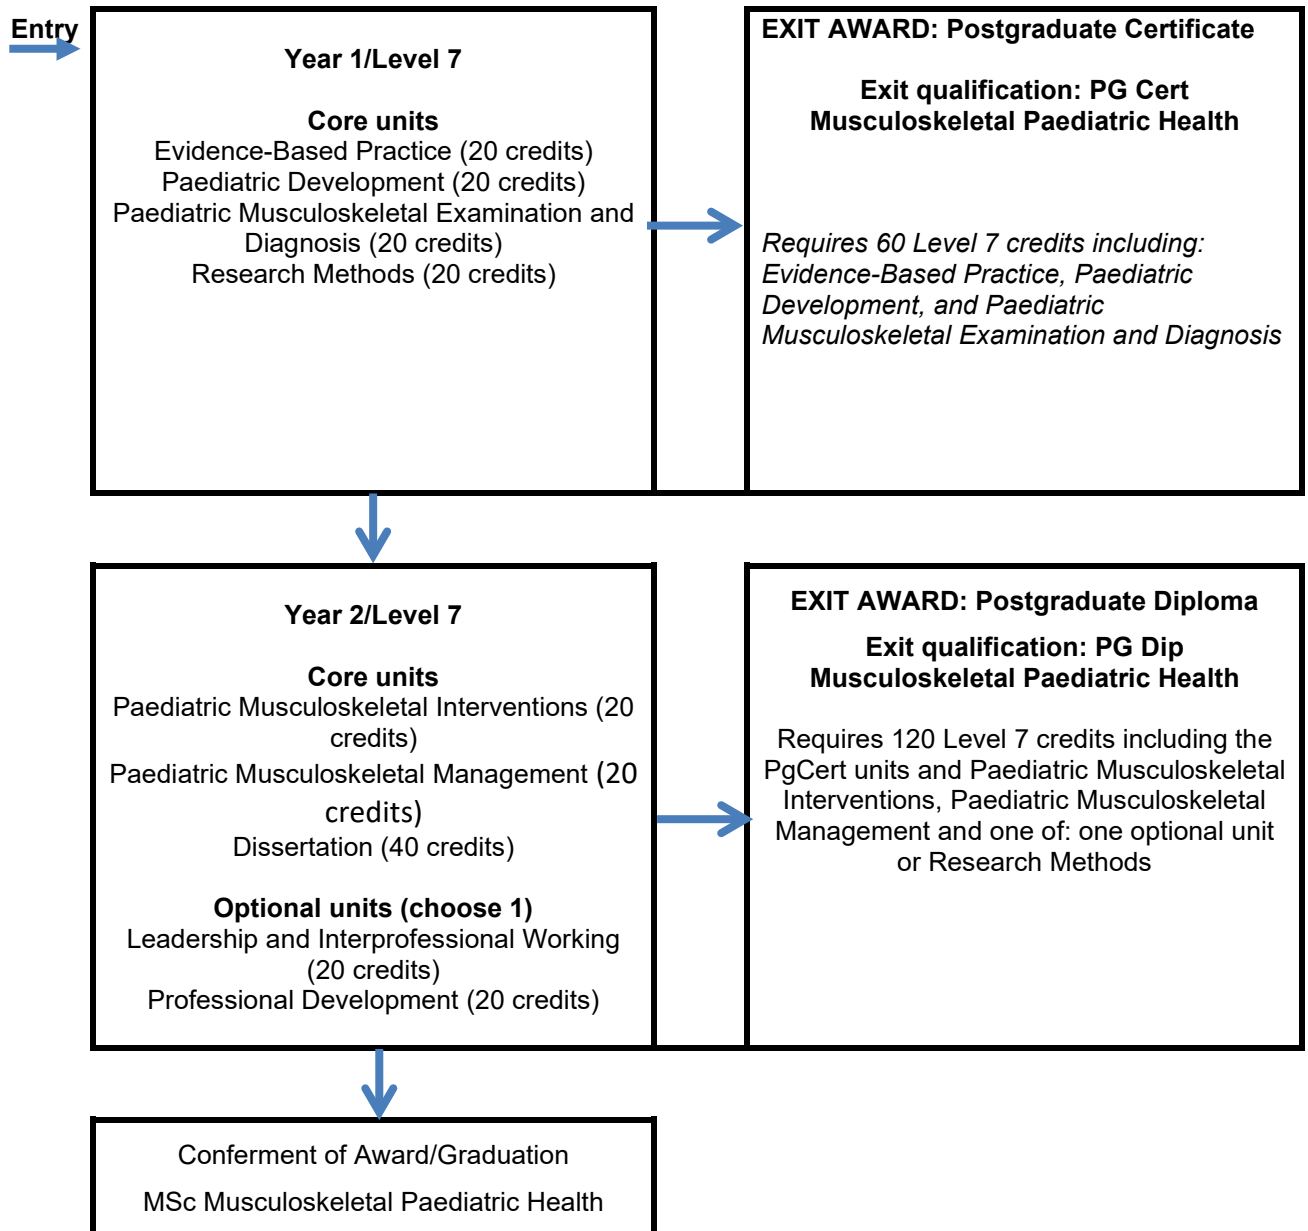 Entry
Year 1/Level 7
Core units
Evidence-Based Practice (20 credits)
Paediatric Development (20 credits)
Paediatric Musculoskeletal Examination and
Diagnosis (20 credits)
Research Methods (20 credits)
EXIT AWARD: Postgraduate Certificate
Exit qualification: PG Cert
Musculoskeletal Paediatric Health
Requires 60 Level 7 credits including:
Evidence-Based Practice, Paediatric
Development, and Paediatric
Musculoskeletal Examination and Diagnosis
Year 2/Level 7
Core units
Paediatric Musculoskeletal Interventions (20
credits)
Paediatric Musculoskeletal Management (20
credits)
Dissertation (40 credits)
Optional units (choose 1)
Leadership and Interprofessional Working
(20 credits)
Professional Development (20 credits)
EXIT AWARD: Postgraduate Diploma
Exit qualification: PG Dip
Musculoskeletal Paediatric Health
Requires 120 Level 7 credits including the
PgCert units and Paediatric Musculoskeletal
Interventions, Paediatric Musculoskeletal
Management and one of: one optional unit
or Research Methods
Conferment of Award/Graduation
MSc Musculoskeletal Paediatric Health